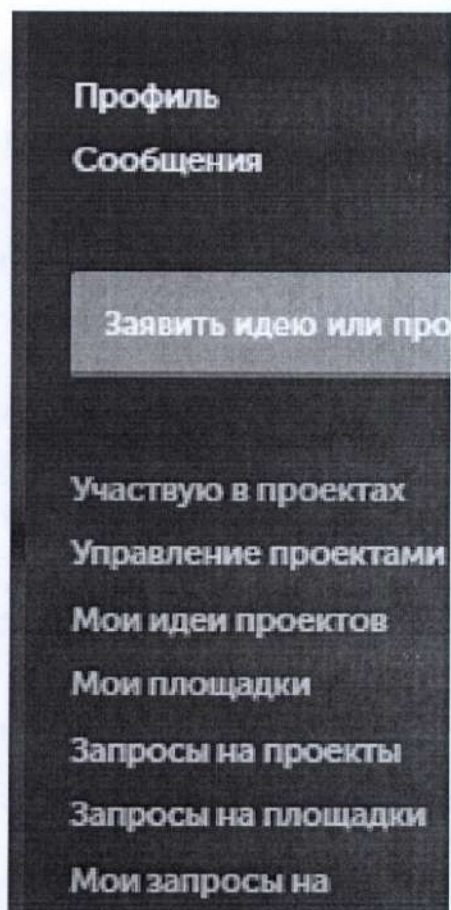 Профиль
Сообщения
Заявить идею или про
Участвую в проектах
Управление проектами
Мои идеи проектов
Мои площадки
Запросы на проекты
Запросы на площадки
Мои запросы на